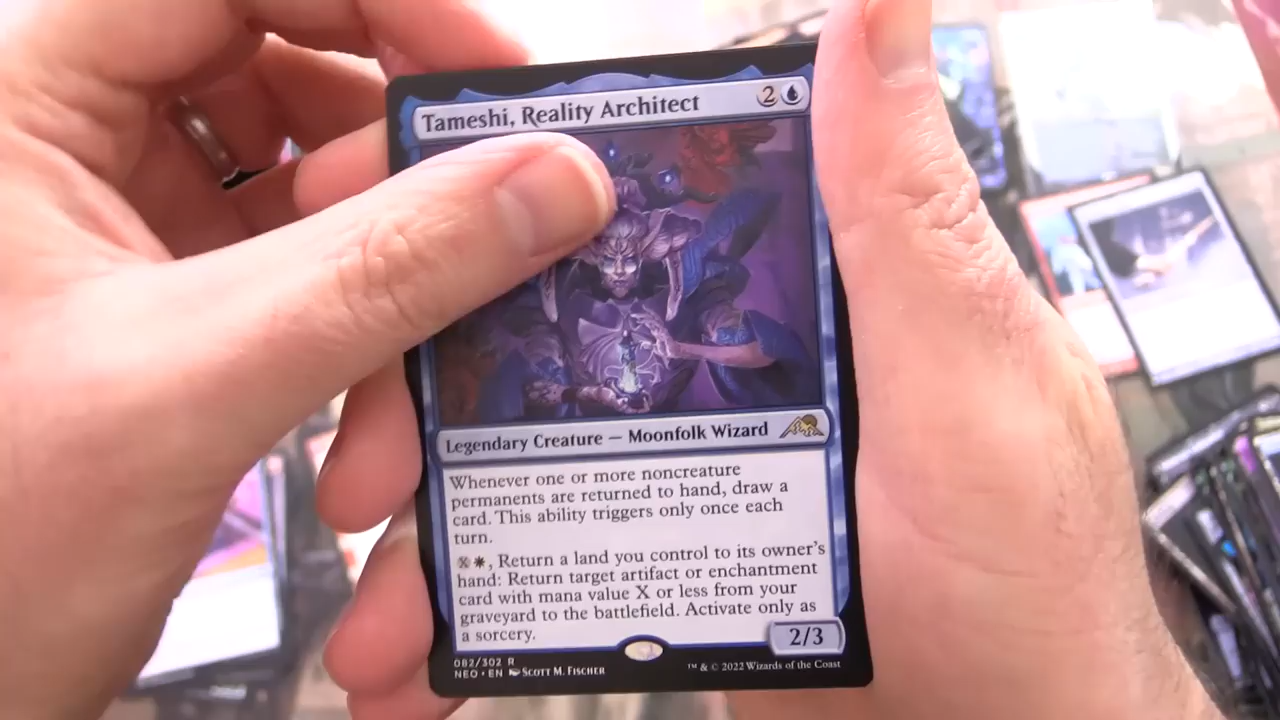 Tameshi, Reality Architect 2
Legendary Creature — Moonfolk Wizard
Whenever one or more noncreature
permanents are returned to hand, draw a
card. This ability triggers only once each
turn.
X, Return a land you control to its owner's
hand: Return target artifact or enchantment
card with mana value X or less from your
graveyard to the battlefield. Activate only as
a sorcery.
2/3
082/302 R
NEO • EN Scott M. Fischer
™ & © 2022 Wizards of the Coast